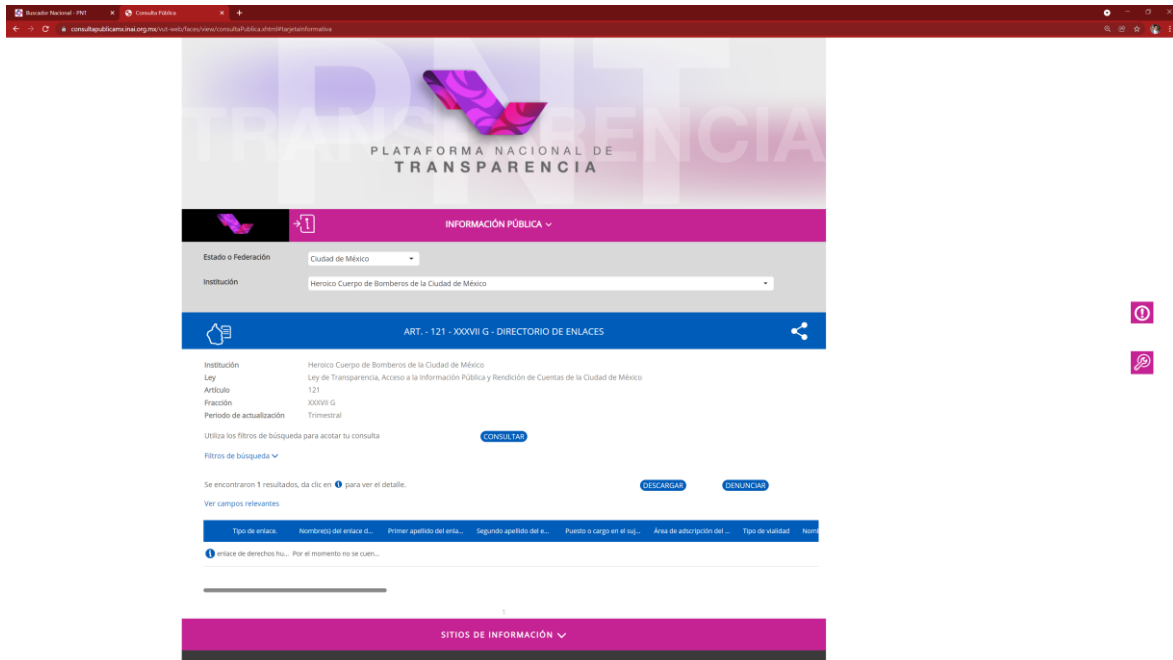 Buscador Nacional - PNT
Consulta Pública
consultapublicamx.inai.org.mx/vut-web/faces/view/consultaPublica.xhtml#tarjetainformativa
PNT
TRANSPARENCIA
PLATAFORMA NACIONAL DE
TRANSPARENCIA
INFORMACIÓN PÚBLICA
Estado o Federación Ciudad de México
Institución Heroico Cuerpo de Bomberos de la Ciudad de México
ART. - 121 - XXXVII G - DIRECTORIO DE ENLACES
Institución Heroico Cuerpo de Bomberos de la Ciudad de México
Ley Ley de Transparencia, Acceso a la Información Pública y Rendición de Cuentas de la Ciudad de México
Artículo 121
Fracción XXXVII G
Periodo de actualización Trimestral
Utiliza los filtros de búsqueda para acotar tu consulta CONSULTAR
Filtros de búsqueda
Se encontraron 1 resultados, da clic en i para ver el detalle. DESCARGAR DENUNCIAR
Ver campos relevantes
Tipo de enlace. Nombre(s) del enlace d... Primer apellido del enla... Segundo apellido del e... Puesto o cargo en el suj... Área de adscripción del ... Tipo de vialidad Nomb
enlace de derechos hu... Por el momento no se cuen...
1
SITIOS DE INFORMACIÓN